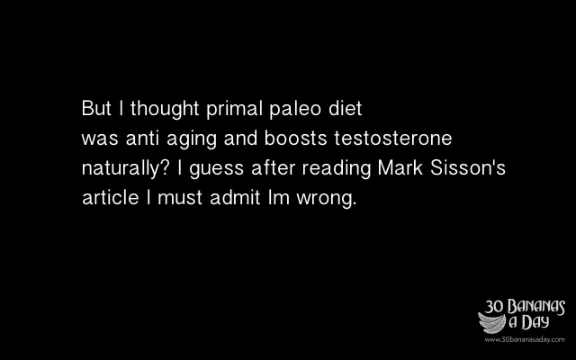 But I thought primal paleo diet
was anti aging and boosts testosterone
naturally? I guess after reading Mark Sisson's
article I must admit Im wrong.
30 BANANAS
A DAY
www.30bananasaday.com